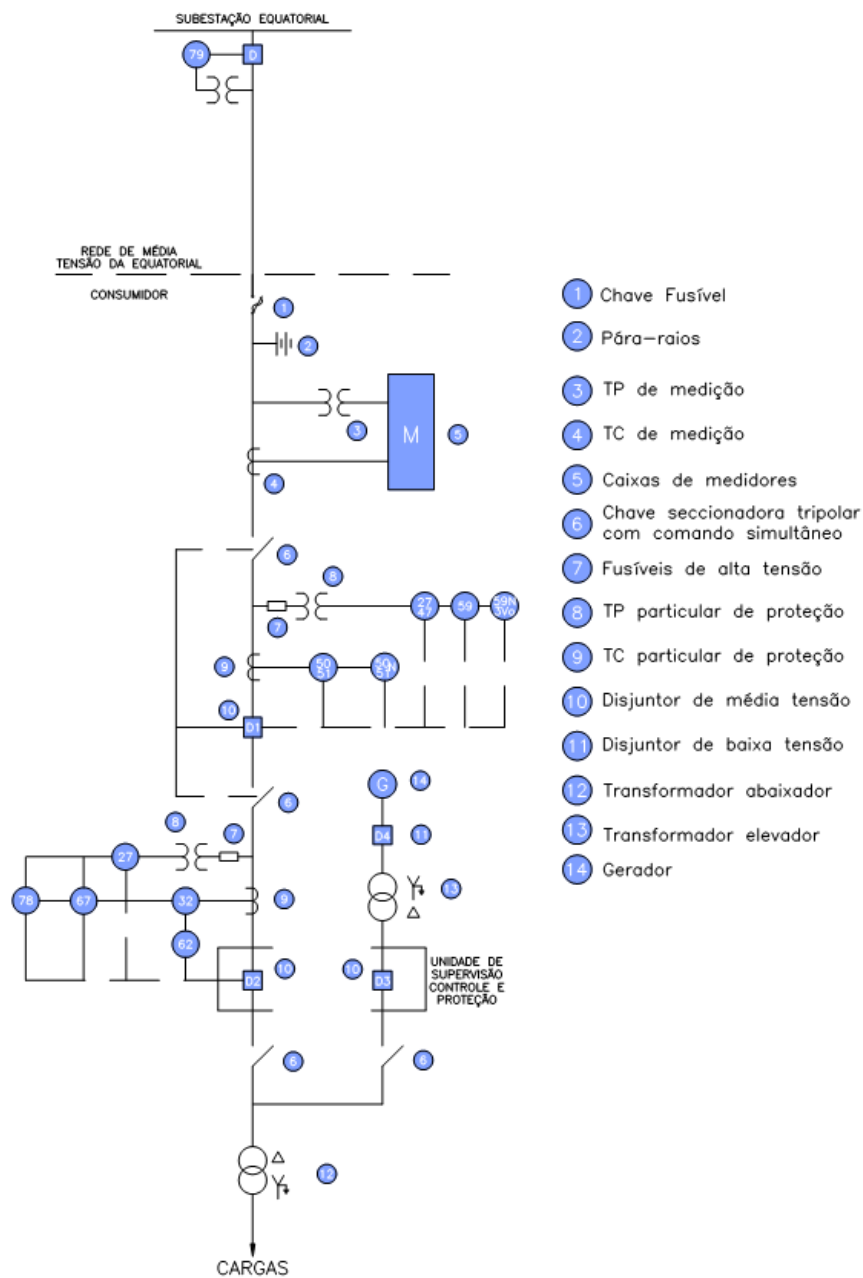 SUBESTAÇÃO EQUATORIAL
79
D
REDE DE MÉDIA
TENSÃO DA EQUATORIAL
CONSUMIDOR
1
2
3
M
5
4
6
8
7
27
47
59
59N
3Vo
9
50
51
50N
51
10
D1
6
14
G
8
7
11
D4
27
13
78
67
32
9
62
10
D2
10
D3
UNIDADE DE
SUPERVISÃO
CONTROLE E
PROTEÇÃO
6
6
12
CARGAS
1 Chave Fusível
2 Pára-raios
3 TP de medição
4 TC de medição
5 Caixas de medidores
6 Chave seccionadora tripolar
com comando simultâneo
7 Fusíveis de alta tensão
8 TP particular de proteção
9 TC particular de proteção
10 Disjuntor de média tensão
11 Disjuntor de baixa tensão
12 Transformador abaixador
13 Transformador elevador
14 Gerador